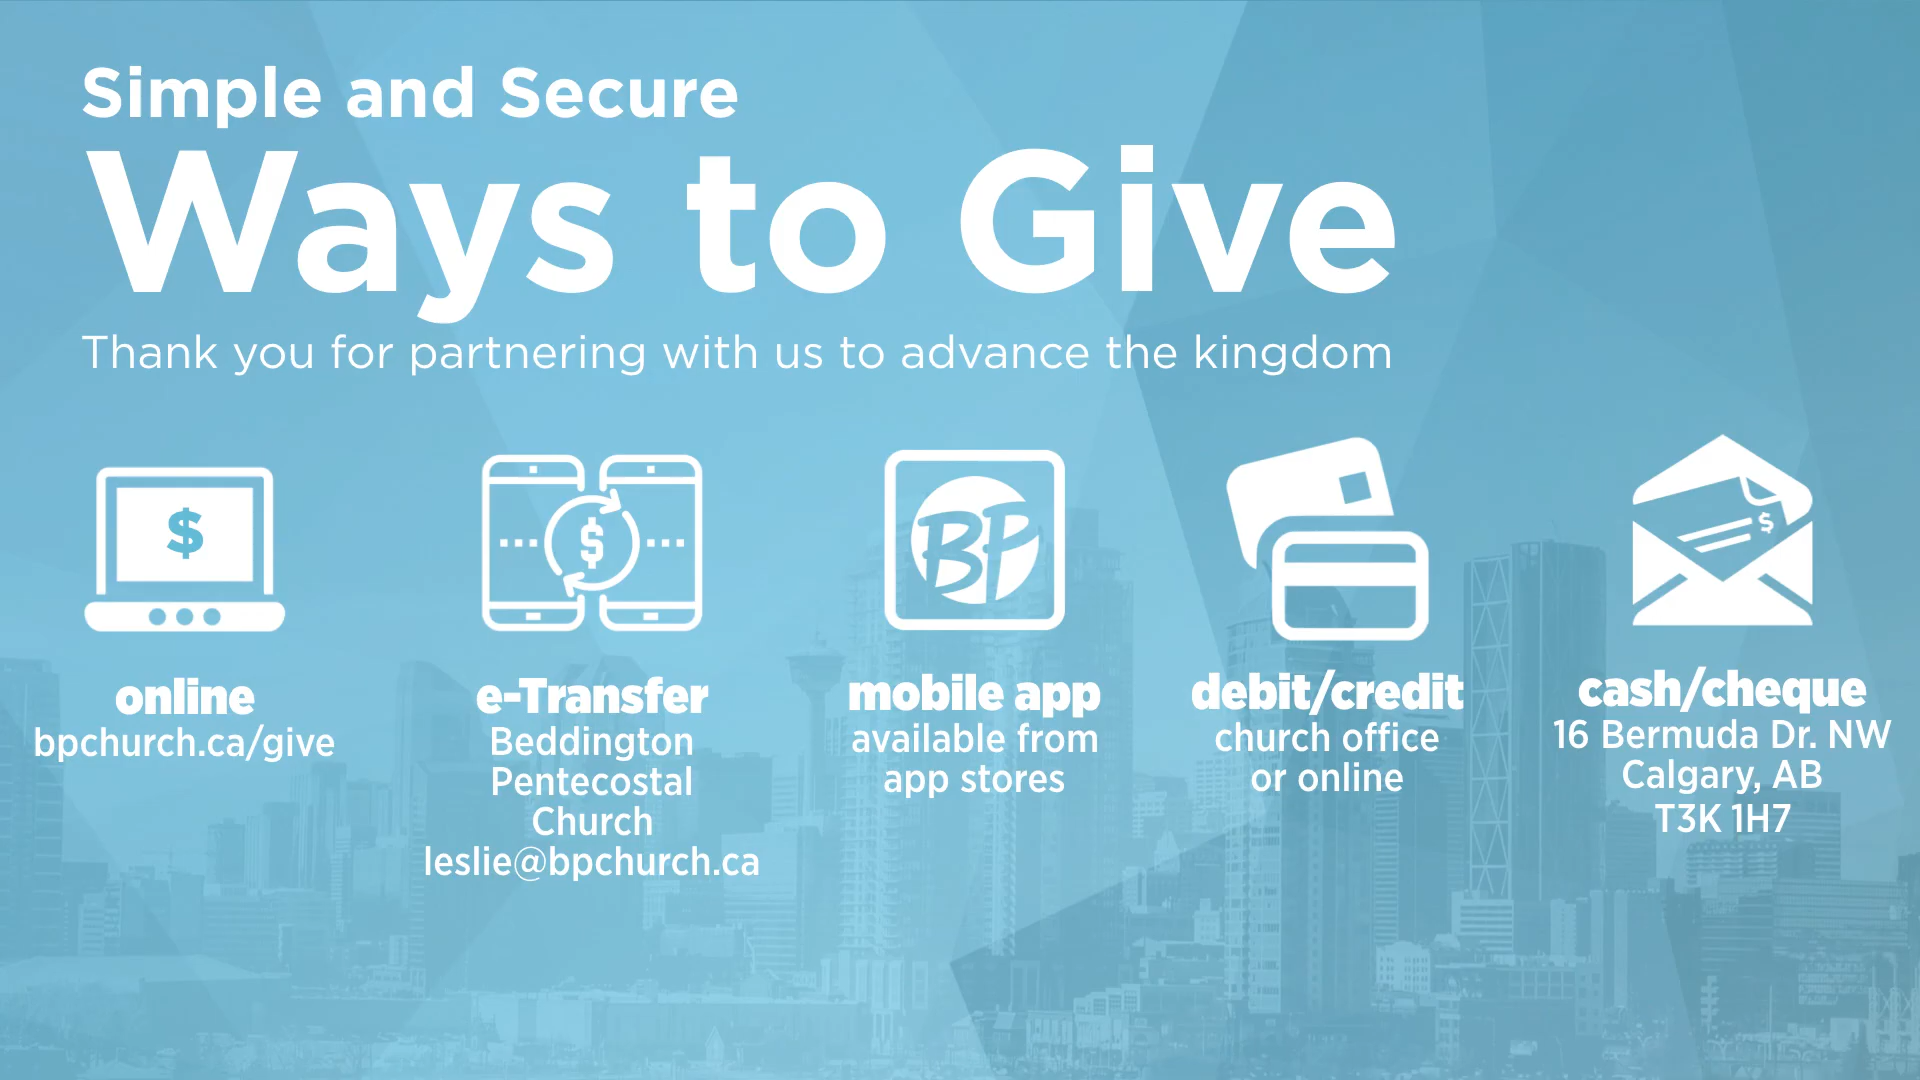 Simple and Secure
Ways to Give
Thank you for partnering with us to advance the kingdom
$
$
BP
$
online
bpchurch.ca/give
e-Transfer
Beddington
Pentecostal
Church
leslie@bpchurch.ca
mobile app
available from
app stores
debit/credit
church office
or online
cash/cheque
16 Bermuda Dr. NW
Calgary, AB
T3K 1H7